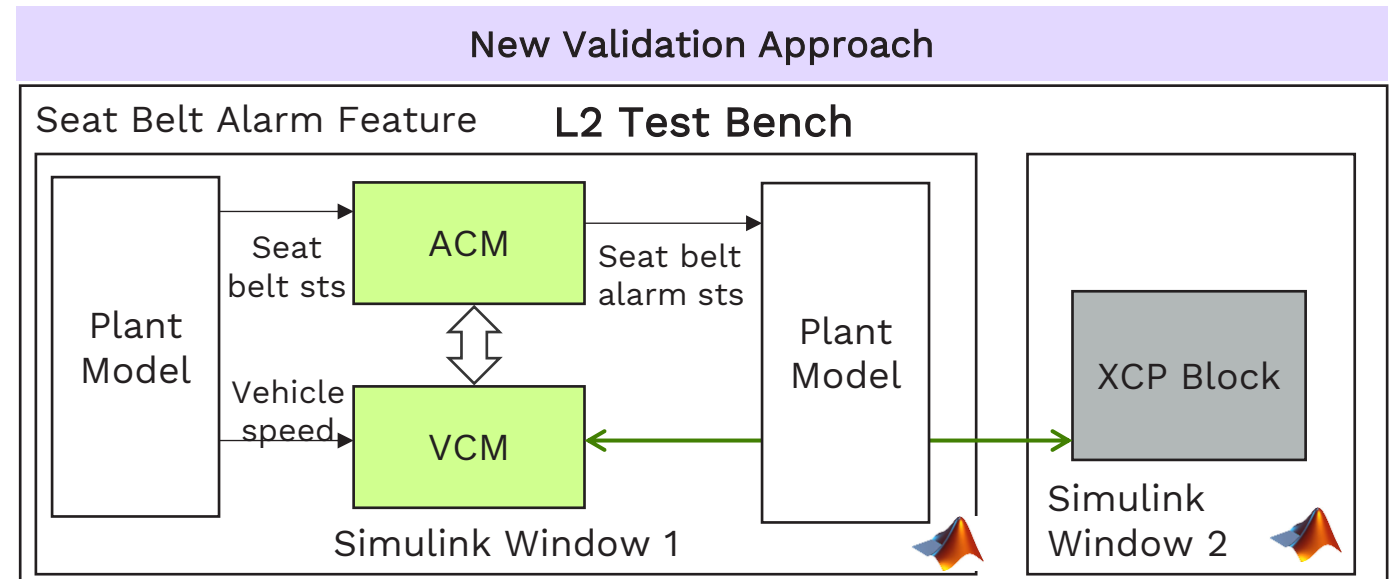 New Validation Approach
Seat Belt Alarm Feature
L2 Test Bench
Plant
Model
Seat
belt sts
Vehicle
speed
ACM
VCM
Seat belt
alarm sts
Plant
Model
Simulink Window 1
XCP Block
Simulink
Window 2